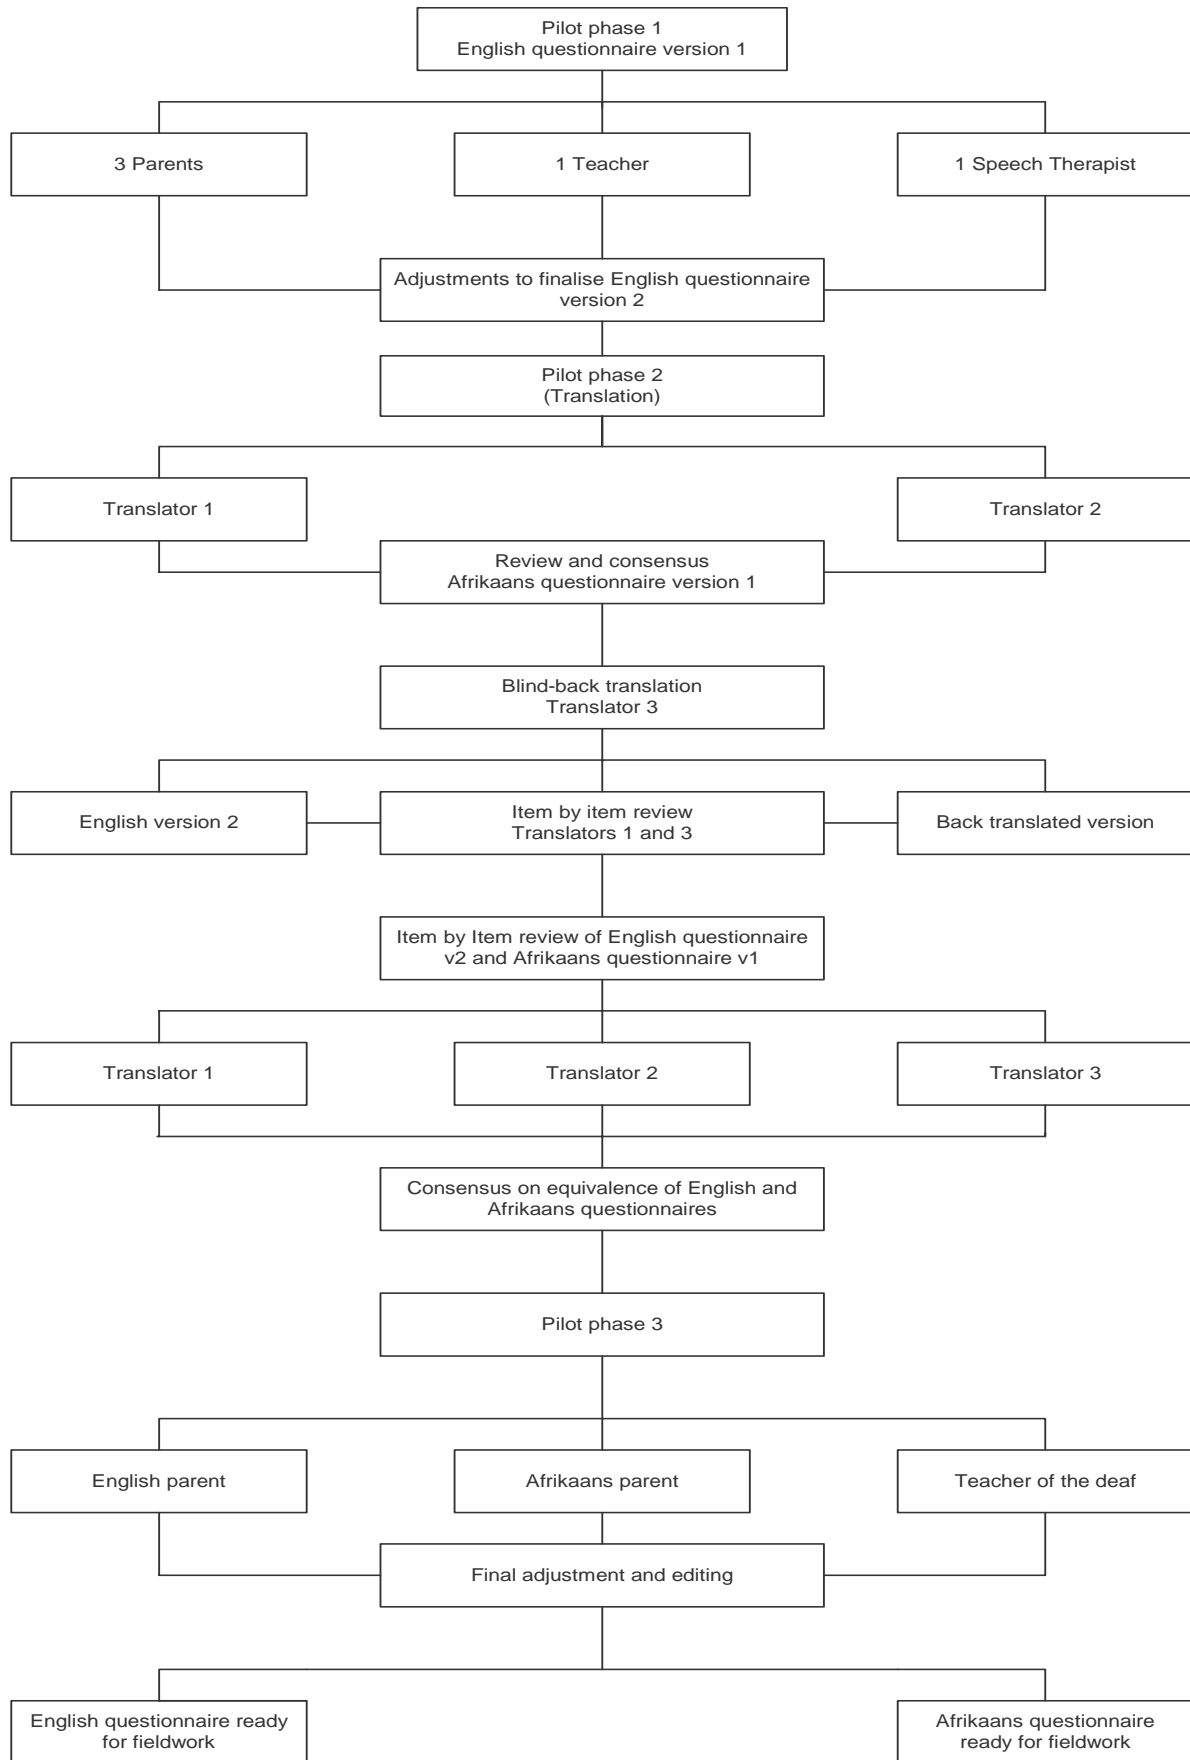 Pilot phase 1
English questionnaire version 1
3 Parents
1 Teacher
1 Speech Therapist
Adjustments to finalise English questionnaire
version 2
Pilot phase 2
(Translation)
Translator 1
Translator 2
Review and consensus
Afrikaans questionnaire version 1
Blind-back translation
Translator 3
English version 2
Item by item review
Translators 1 and 3
Back translated version
Item by Item review of English questionnaire
v2 and Afrikaans questionnaire v1
Translator 1
Translator 2
Translator 3
Consensus on equivalence of English and
Afrikaans questionnaires
Pilot phase 3
English parent
Afrikaans parent
Teacher of the deaf
Final adjustment and editing
English questionnaire ready
for fieldwork
Afrikaans questionnaire
ready for fieldwork